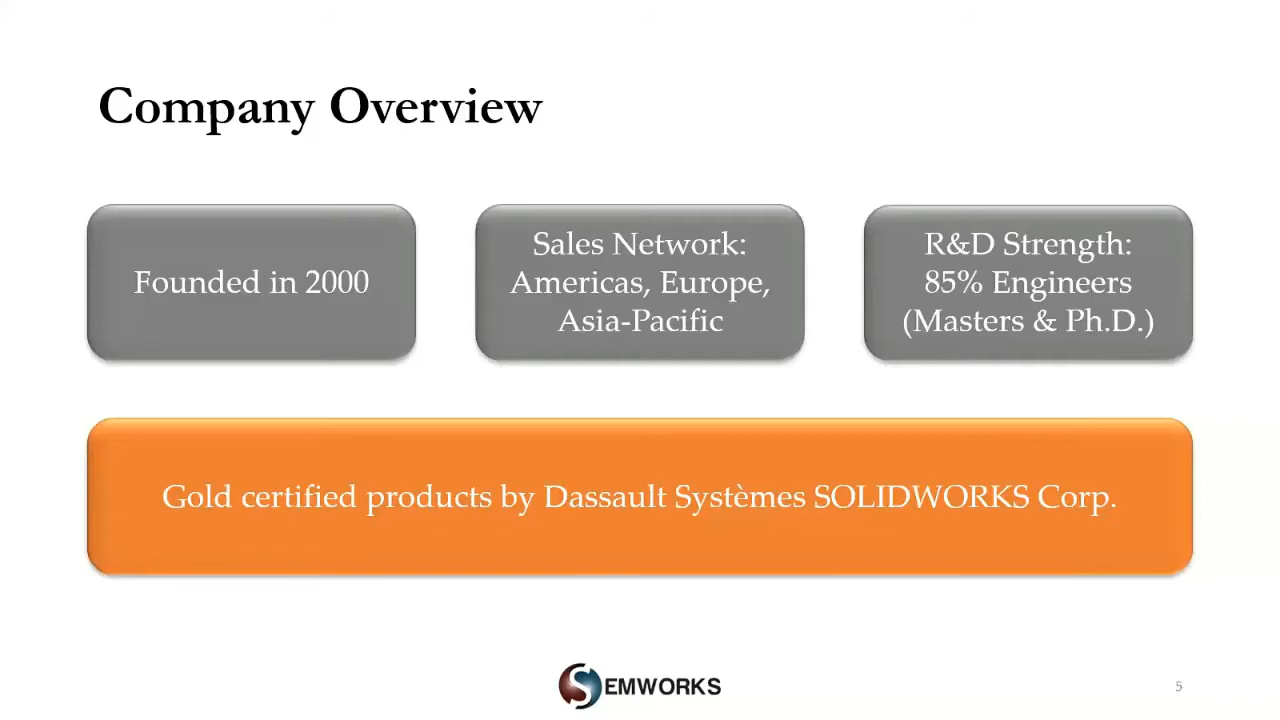 Company Overview
Founded in 2000
Sales Network:
Americas, Europe,
Asia-Pacific
R&D Strength:
85% Engineers
(Masters & Ph.D.)
Gold certified products by Dassault Systèmes SOLIDWORKS Corp.
EMWORKS
5